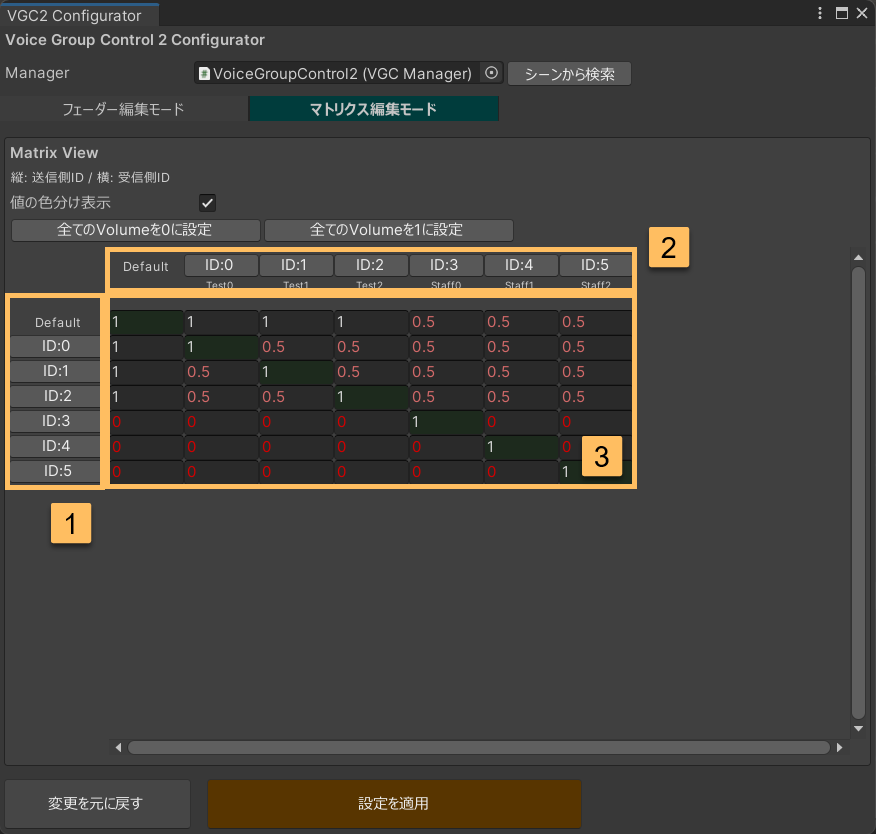 VGC2 Configurator
Voice Group Control 2 Configurator
Manager VoiceGroupControl2 (VGC Manager) シーンから検索
フェーダー編集モード マトリクス編集モード
Matrix View
縦: 送信側ID / 横: 受信側ID
値の色分け表示
全てのVolumeを0に設定 全てのVolumeを1に設定
2
Default ID:0 ID:1 ID:2 ID:3 ID:4 ID:5
Test0 Test1 Test2 Staff0 Staff1 Staff2
Default 1 1 1 1 0.5 0.5 0.5
ID:0 1 1 0.5 0.5 0.5 0.5 0.5
ID:1 1 0.5 1 0.5 0.5 0.5 0.5
ID:2 1 0.5 0.5 1 0.5 0.5 0.5
ID:3 0 0 0 0 1 0 0
ID:4 0 0 0 0 0 1 0
ID:5 0 0 0 0 0 0 1
3
1
変更を元に戻す 設定を適用